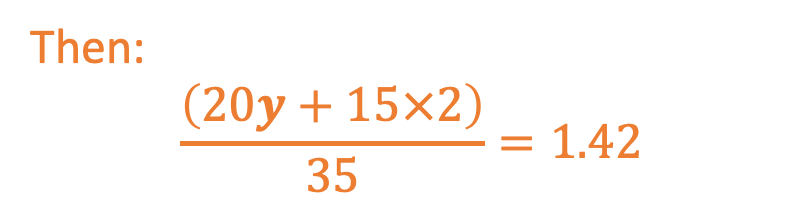 Then:
(20y + 15×2)
35
= 1.42